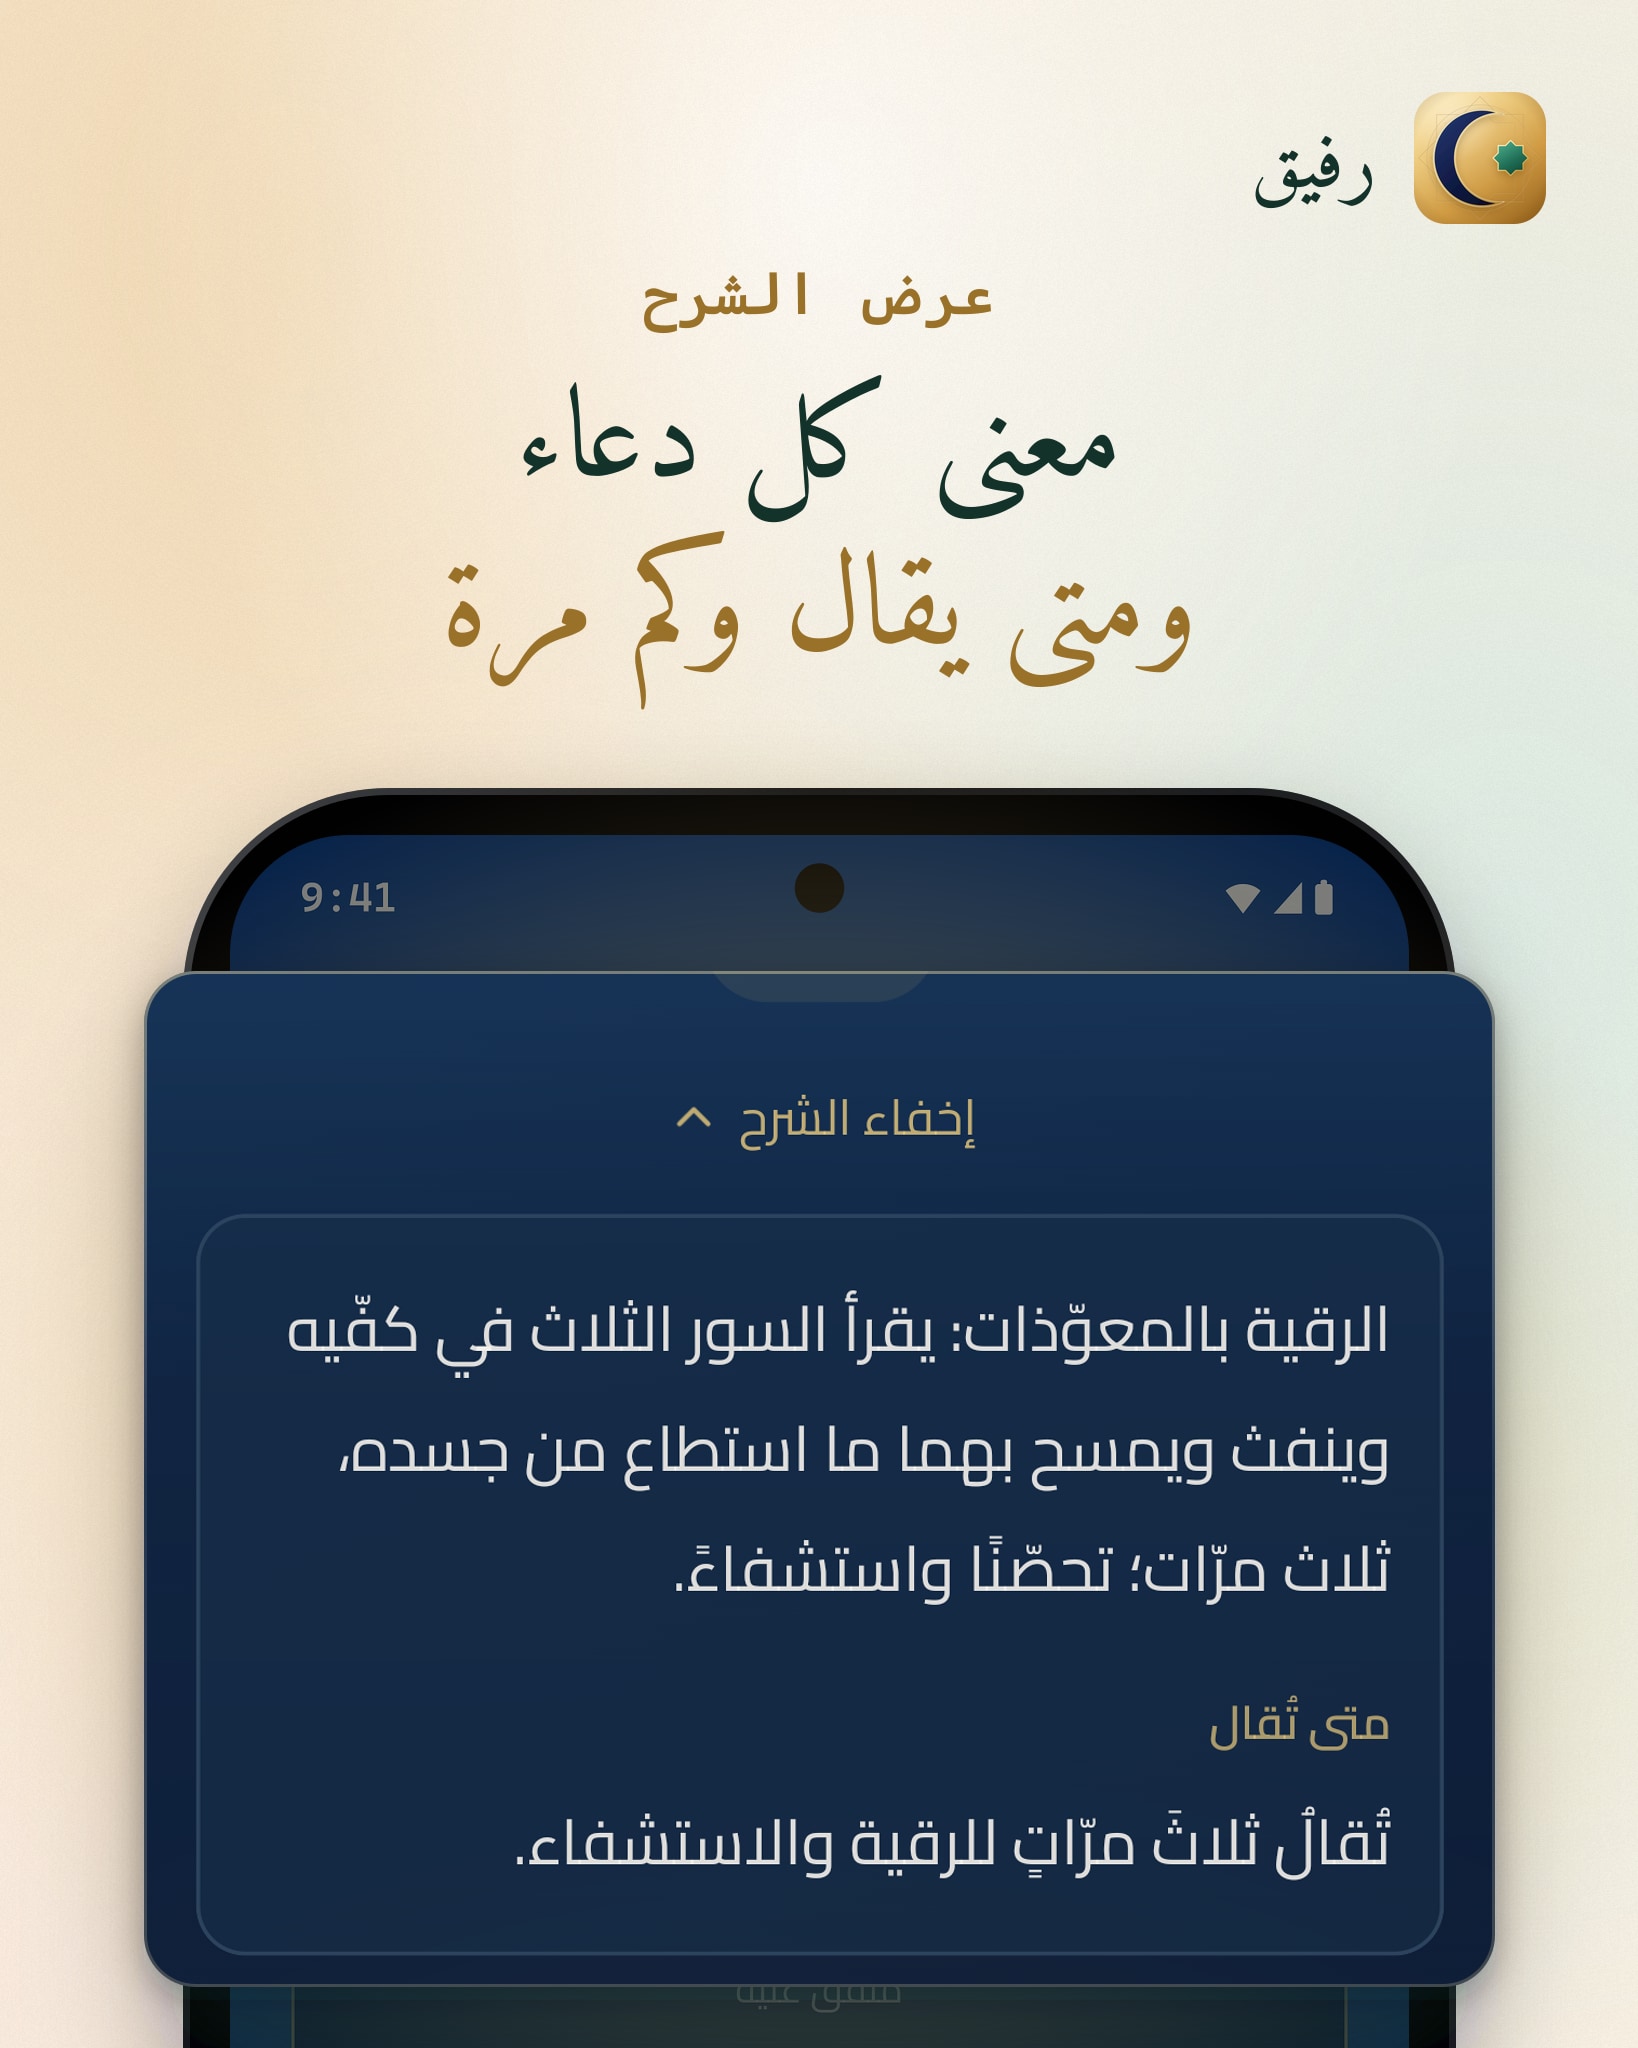 رفيق
عرض الشرح
معنى كل دعاء
ومتى يقال وكم مرة
9:41
إخفاء الشرح
الرقية بالمعوّذات: يقرأ السور الثلاث في كفّيه
وينفث ويمسح بهما ما استطاع من جسده،
ثلاث مرّات؛ تحصّنًا واستشفاءً.
متى تُقال
تُقالُ ثلاثَ مرّاتٍ للرقية والاستشفاء.
متفق عليه